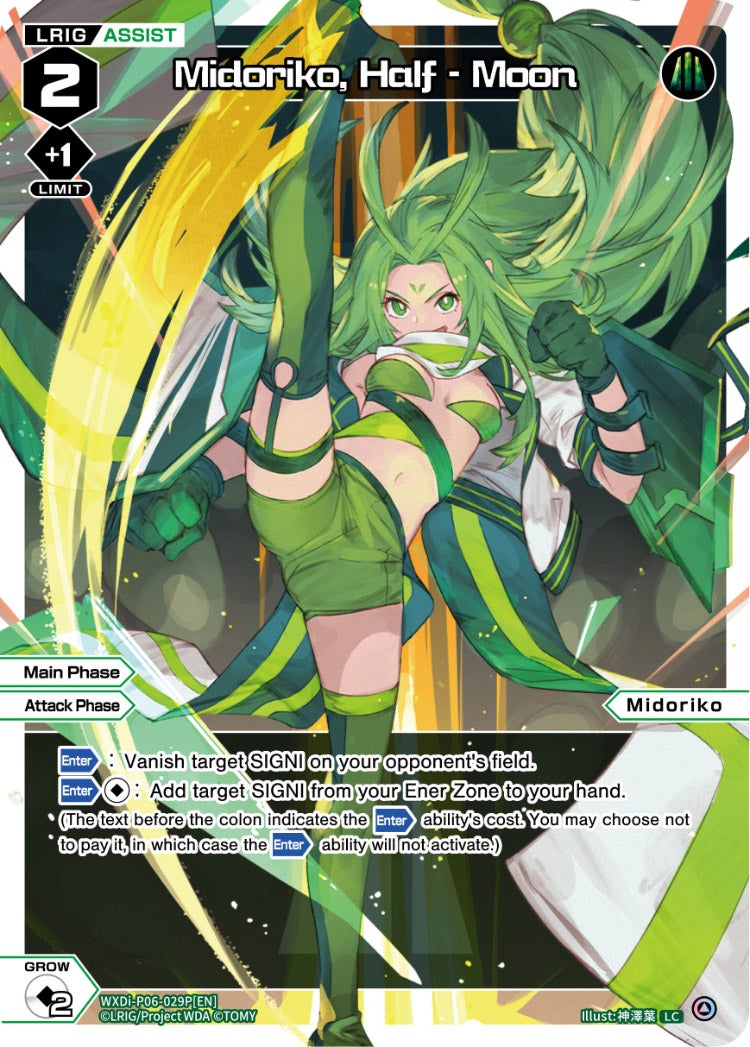 LRIG ASSIST
2
Midoriko, Half - Moon
+1
LIMIT
Main Phase
Attack Phase
Midoriko
Enter : Vanish target SIGNI on your opponent's field.
Enter : Add target SIGNI from your Ener Zone to your hand.
(The text before the colon indicates the Enter ability's cost. You may choose not
to pay it, in which case the Enter ability will not activate.)
GROW
2
WXDi-P06-029P[EN]
©LRIG/Project WDA ©TOMY
Illust:神澤葉 LC